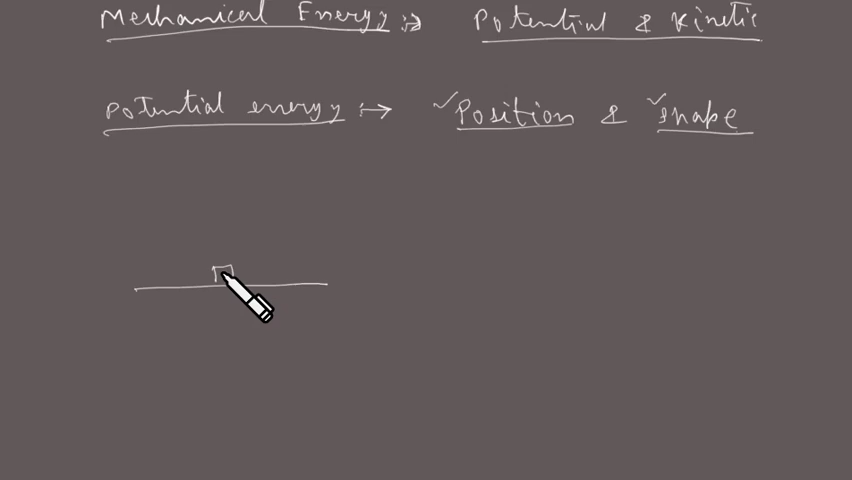 Mechanical Energy :→ Potential & Kinetic
Potential energy :→ ✓Position & ✓Shape